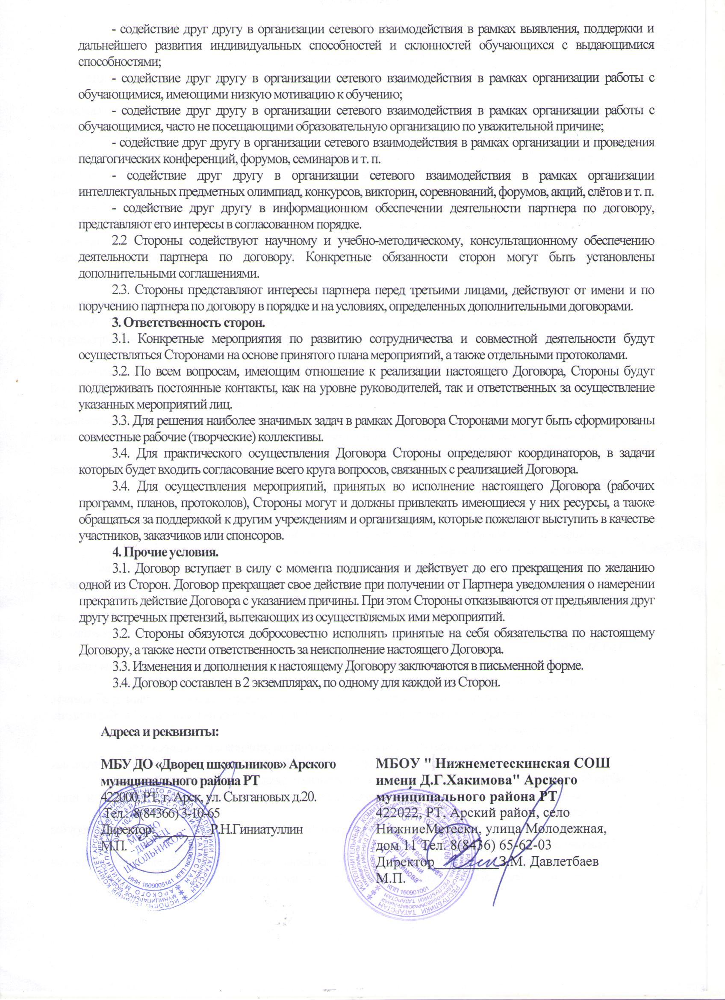 - содействие друг другу в организации сетевого взаимодействия в рамках выявления, поддержки и
дальнейшего развития индивидуальных способностей и склонностей обучающихся с выдающимися
способностями;
- содействие друг другу в организации сетевого взаимодействия в рамках организации работы с
обучающимися, имеющими низкую мотивацию к обучению;
- содействие друг другу в организации сетевого взаимодействия в рамках организации работы с
обучающимися, часто не посещающими образовательную организацию по уважительной причине;
- содействие друг другу в организации сетевого взаимодействия в рамках организации и проведения
педагогических конференций, форумов, семинаров и т. п.
- содействие друг другу в организации сетевого взаимодействия в рамках организации
интеллектуальных предметных олимпиад, конкурсов, викторин, соревнований, форумов, акций, слётов и т. п.
- содействие друг другу в информационном обеспечении деятельности партнера по договору,
представляют его интересы в согласованном порядке.
2.2 Стороны содействуют научному и учебно-методическому, консультационному обеспечению
деятельности партнера по договору. Конкретные обязанности сторон могут быть установлены
дополнительными соглашениями.
2.3. Стороны представляют интересы партнера перед третьими лицами, действуют от имени и по
поручению партнера по договору в порядке и на условиях, определенных дополнительными договорами.
3. Ответственность сторон.
3.1. Конкретные мероприятия по развитию сотрудничества и совместной деятельности будут
осуществляться Сторонами на основе принятого плана мероприятий, а также отдельными протоколами.
3.2. По всем вопросам, имеющим отношение к реализации настоящего Договора, Стороны будут
поддерживать постоянные контакты, как на уровне руководителей, так и ответственных за осуществление
указанных мероприятий лиц.
3.3. Для решения наиболее значимых задач в рамках Договора Сторонами могут быть сформированы
совместные рабочие (творческие) коллективы.
3.4. Для практического осуществления Договора Стороны определяют координаторов, в задачи
которых будет входить согласование всего круга вопросов, связанных с реализацией Договора.
3.4. Для осуществления мероприятий, принятых во исполнение настоящего Договора (рабочих
программ, планов, протоколов), Стороны могут и должны привлекать имеющиеся у них ресурсы, а также
обращаться за поддержкой к другим учреждениям и организациям, которые пожелают выступить в качестве
участников, заказчиков или спонсоров.
4. Прочие условия.
3.1. Договор вступает в силу с момента подписания и действует до его прекращения по желанию
одной из Сторон. Договор прекращает свое действие при получении от Партнера уведомления о намерении
прекратить действие Договора с указанием причины. При этом Стороны отказываются от предъявления друг
другу встречных претензий, вытекающих из осуществляемых ими мероприятий.
3.2. Стороны обязуются добросовестно исполнять принятые на себя обязательства по настоящему
Договору, а также нести ответственность за неисполнение настоящего Договора.
3.3. Изменения и дополнения к настоящему Договору заключаются в письменной форме.
3.4. Договор составлен в 2 экземплярах, по одному для каждой из Сторон.
Адреса и реквизиты:
МБУ ДО «Дворец школьников» Арского
муниципального района РТ
422000, РТ, г. Арск, ул. Сызгановых д.20.
Тел.: 8(84366) 3-10-65
Директор:_________Р.Н.Гиниатуллин
М.П.
МБУ ДО
"ДВОРЕЦ
ШКОЛЬНИКОВ"
ИНН 1609005141 КПП 160901001
МБОУ " Нижнеметескинская СОШ
имени Д.Г.Хакимова" Арского
муниципального района РТ
422022, РТ, Арский район, село
НижниеМетески, улица Молодежная,
дом 11 Тел. 8(8436) 65-62-03
Директор_________З.М. Давлетбаев
М.П.
МБОУ
"Нижнеметескинская
СОШ имени
Д.Г Хакимова"
КПП 160901001